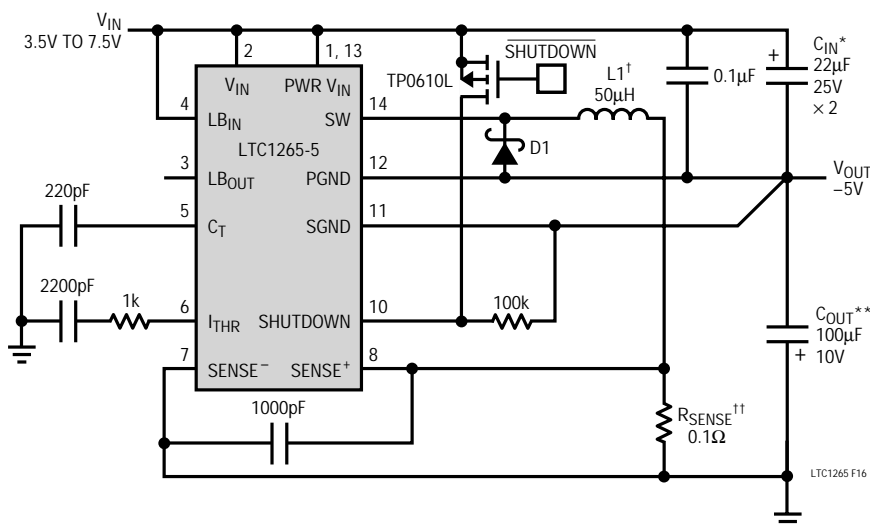 VIN
3.5V TO 7.5V
2
1, 13
VIN
PWR VIN
4
LBIN
SW
14
LTC1265-5
3
LBOUT
PGND
12
5
CT
SGND
11
6
ITHR
SHUTDOWN
10
7
SENSE–
SENSE+
8
220pF
2200pF
1k
1000pF
TP0610L
SHUTDOWN
L1†
50µH
D1
100k
0.1µF
+
CIN*
22µF
25V
× 2
VOUT
–5V
COUT**
100µF
10V
+
RSENSE††
0.1Ω
LTC1265 F16